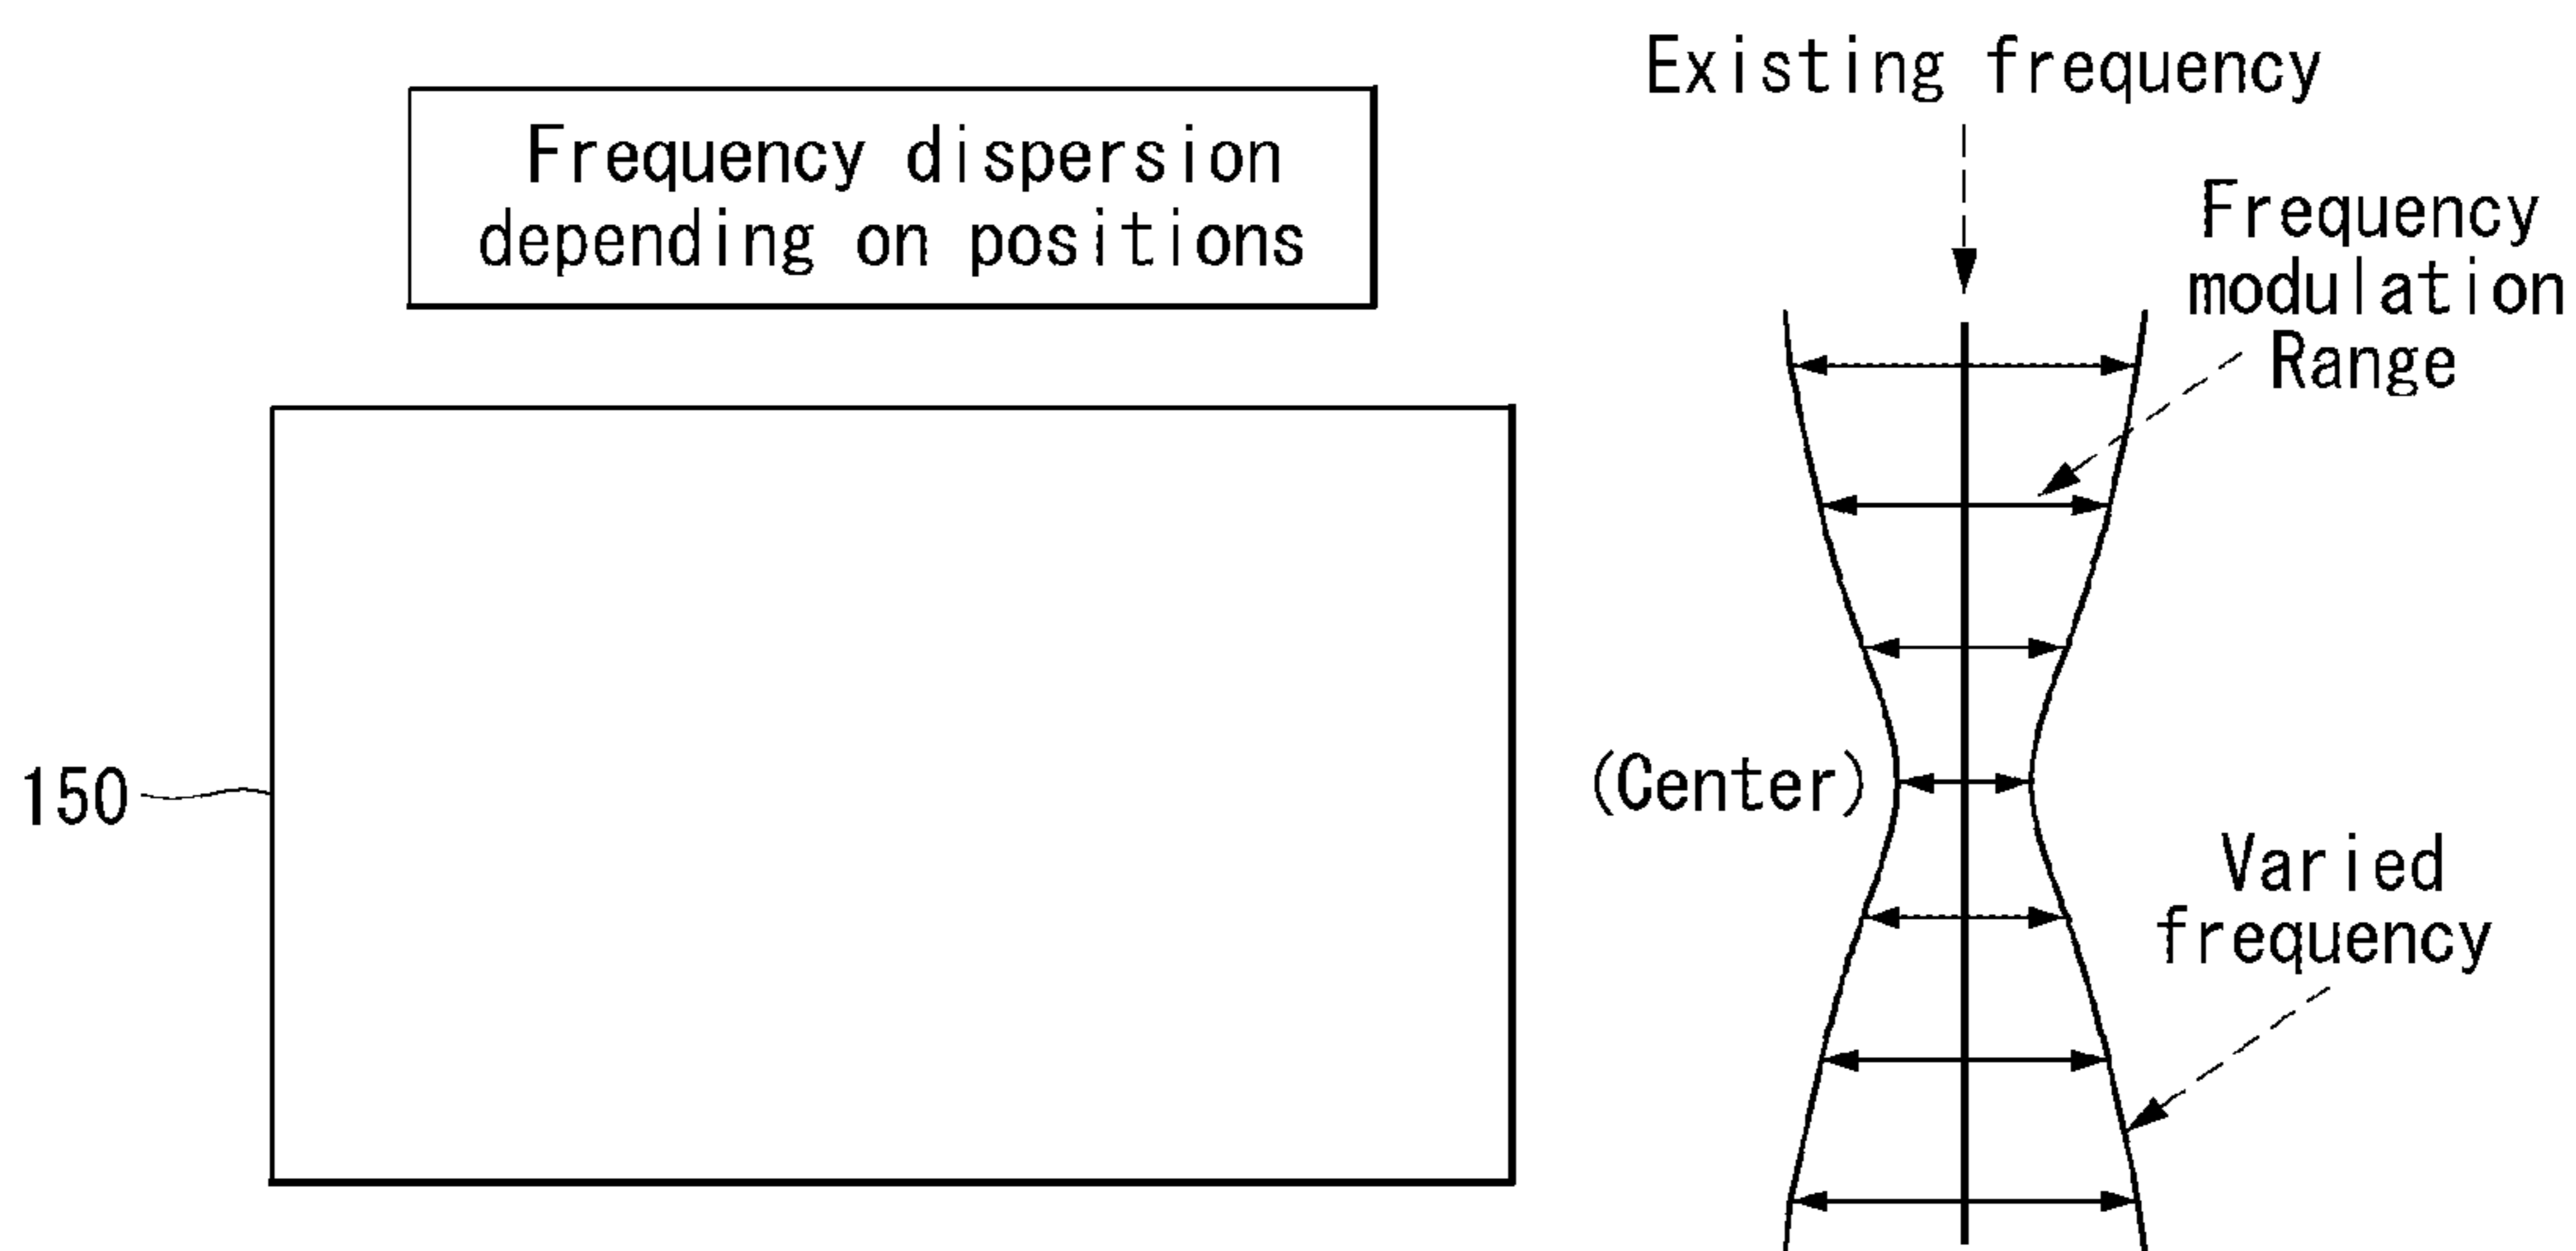 Existing frequency
Frequency dispersion
depending on positions
Frequency
modulation
Range
150
(Center)
Varied
frequency